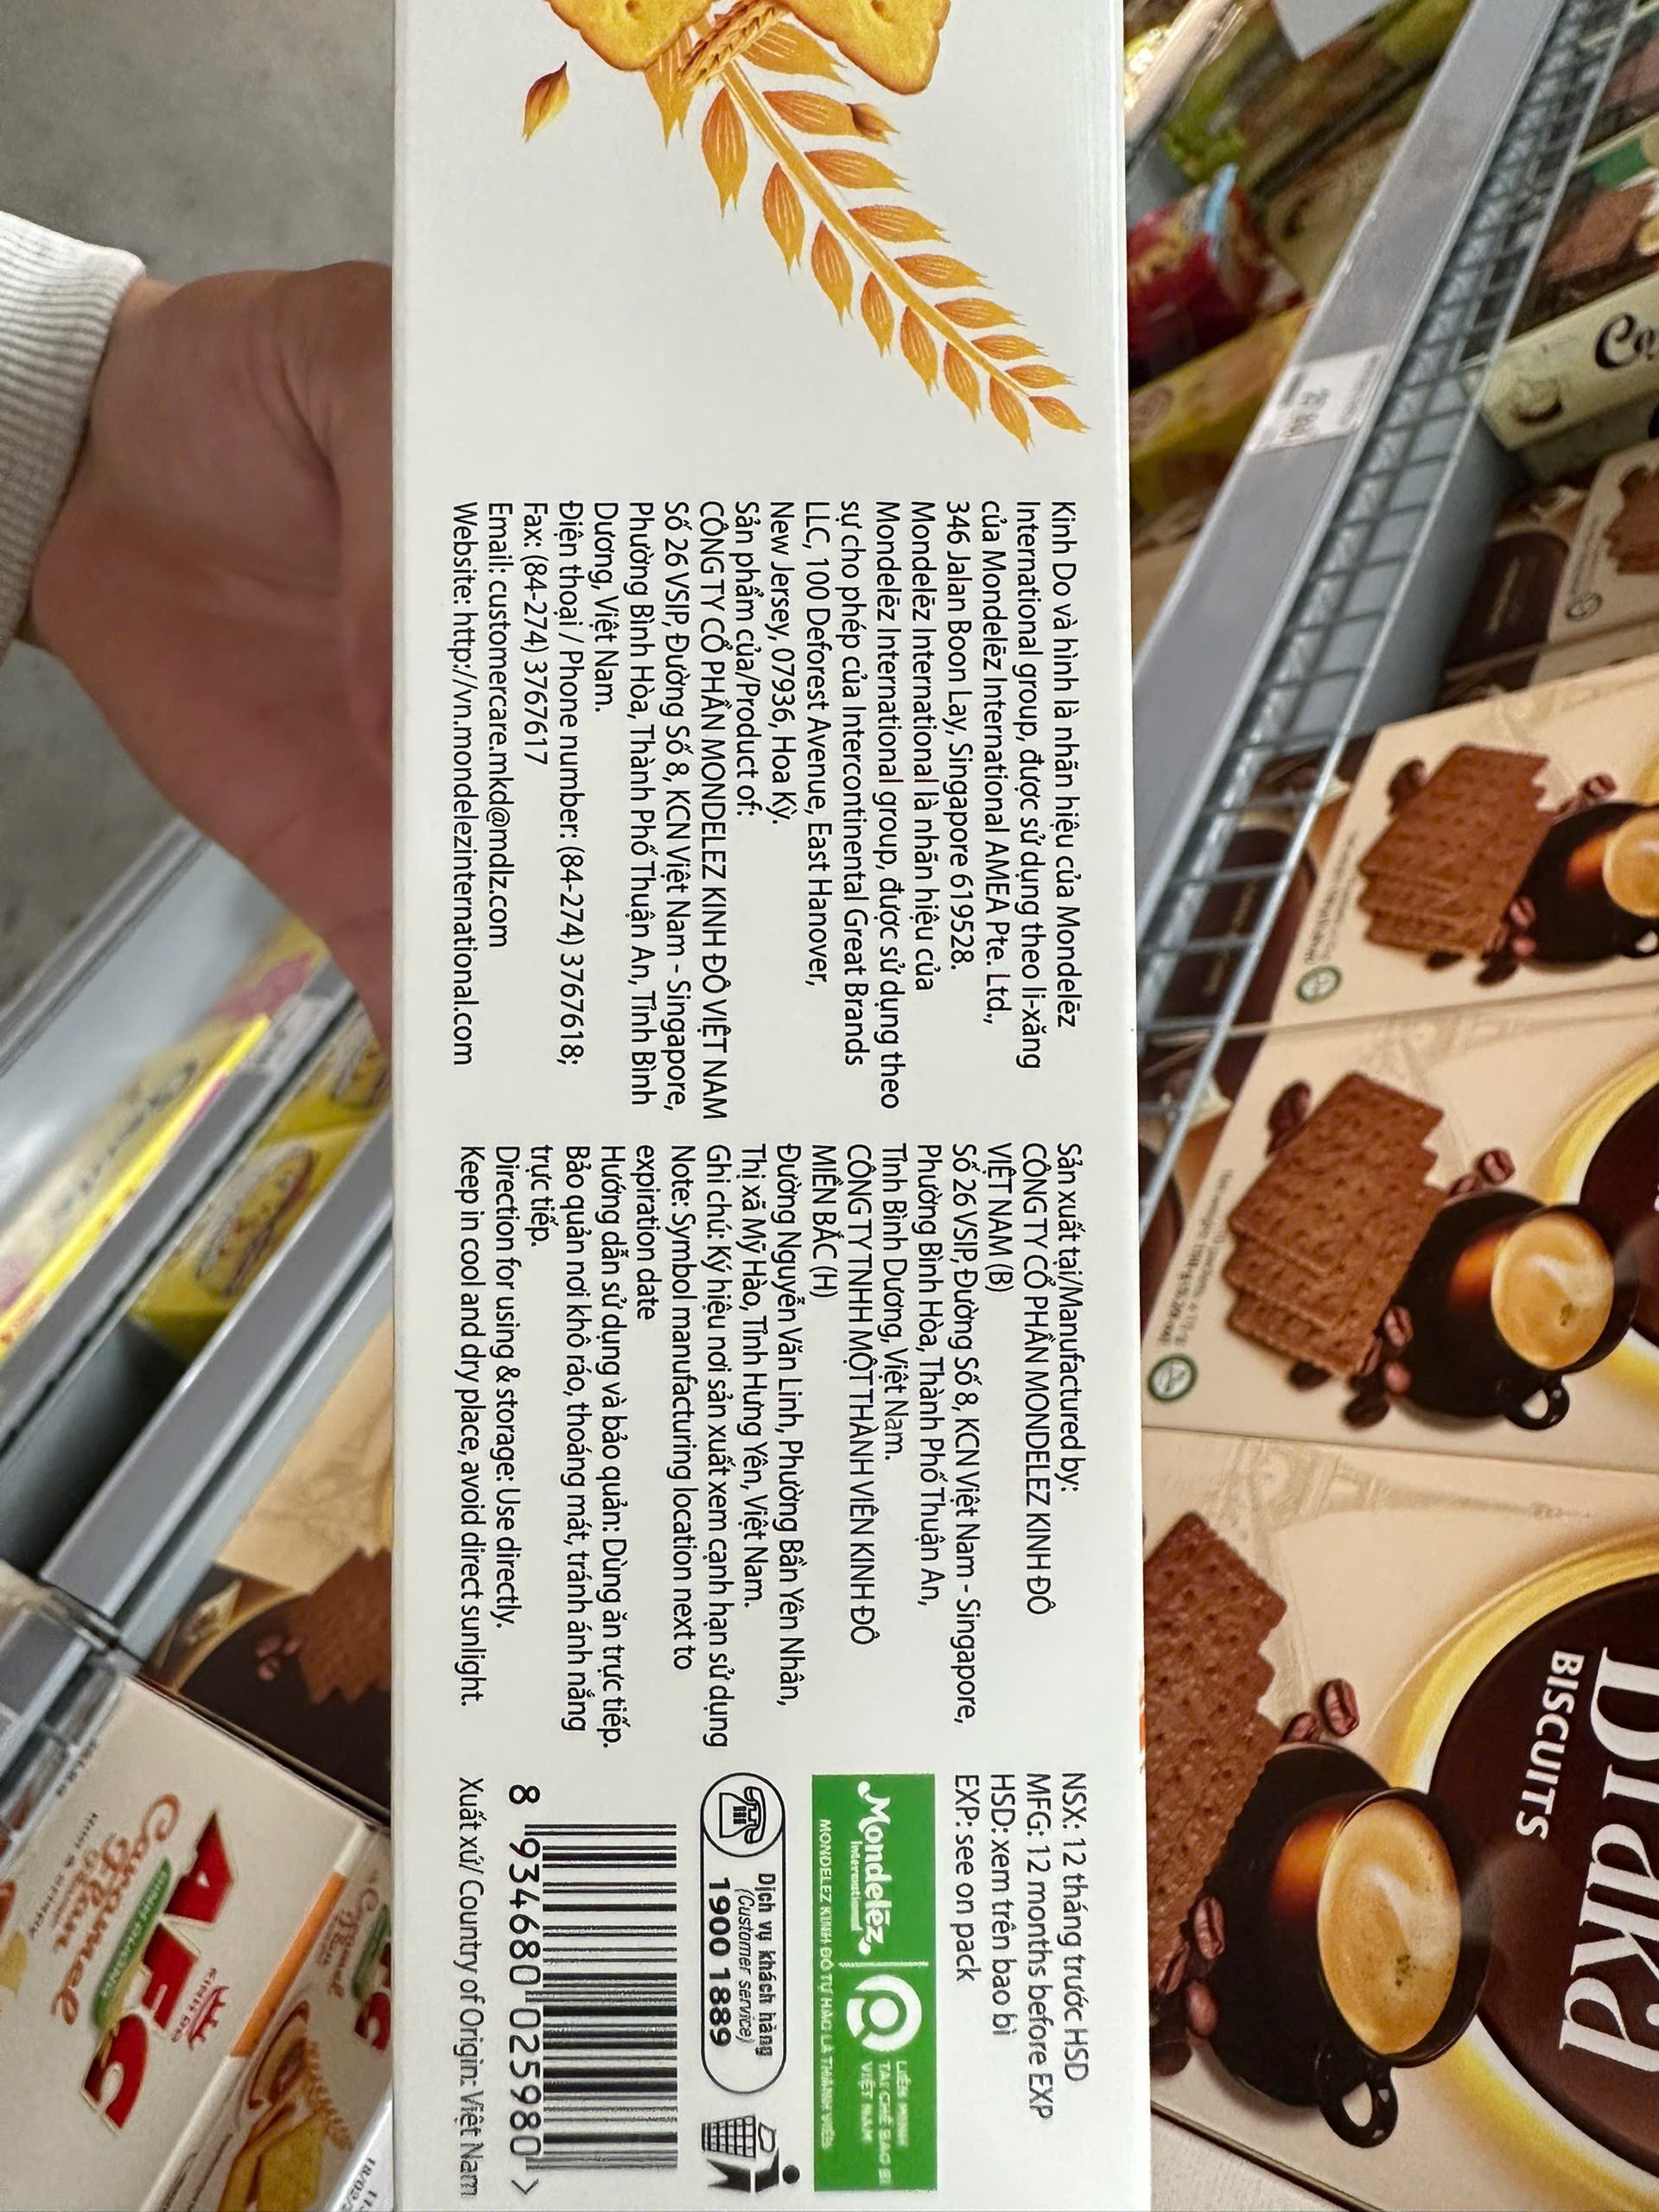 Kinh Do và hình là nhãn hiệu của Mondelēz
International group, được sử dụng theo li-xăng
của Mondelēz International AMEA Pte. Ltd.,
346 Jalan Boon Lay, Singapore 619528.
Mondelēz International là nhãn hiệu của
Mondelēz International group, được sử dụng theo
sự cho phép của Intercontinental Great Brands
LLC, 100 Deforest Avenue, East Hanover,
New Jersey, 07936, Hoa Kỳ.
Sản phẩm của/Product of:
CÔNG TY CỔ PHẦN MONDELEZ KINH ĐÔ VIỆT NAM
Số 26 VSIP, Đường Số 8, KCN Việt Nam - Singapore,
Phường Bình Hòa, Thành Phố Thuận An, Tỉnh Bình
Dương, Việt Nam.
Điện thoại / Phone number: (84-274) 3767618;
Fax: (84-274) 3767617
Email: customercare.mkd@mdlz.com
Website: http://vn.mondelezinternational.com
Sản xuất tại/Manufactured by:
CÔNG TY CỔ PHẦN MONDELEZ KINH ĐÔ
VIỆT NAM (B)
Số 26 VSIP, Đường Số 8, KCN Việt Nam - Singapore,
Phường Bình Hòa, Thành Phố Thuận An,
Tỉnh Bình Dương, Việt Nam.
CÔNG TY TNHH MỘT THÀNH VIÊN KINH ĐÔ
MIỀN BẮC (H)
Đường Nguyễn Văn Linh, Phường Bần Yên Nhân,
Thị xã Mỹ Hào, Tỉnh Hưng Yên, Việt Nam.
Ghi chú: Ký hiệu nơi sản xuất xem cạnh hạn sử dụng
Note: Symbol manufacturing location next to
expiration date
Hướng dẫn sử dụng và bảo quản: Dùng ăn trực tiếp.
Bảo quản nơi khô ráo, thoáng mát, tránh ánh nắng
trực tiếp.
Direction for using & storage: Use directly.
Keep in cool and dry place, avoid direct sunlight.
NSX: 12 tháng trước HSD
MFG: 12 months before EXP
HSD: xem trên bao bì
EXP: see on pack
Mondelēz
International
LIÊN MINH
TÁI CHẾ BAO BÌ
VIỆT NAM
MONDELEZ KINH ĐÔ TỰ HÀO LÀ THÀNH VIÊN
Dịch vụ khách hàng
(Customer service)
1900 1889
8 934680 025980 >
Xuất xứ/ Country of Origin: Việt Nam
BISCUITS
KINH ĐÔ
AFC
DINH DƯỠNG
Caramel
Flan